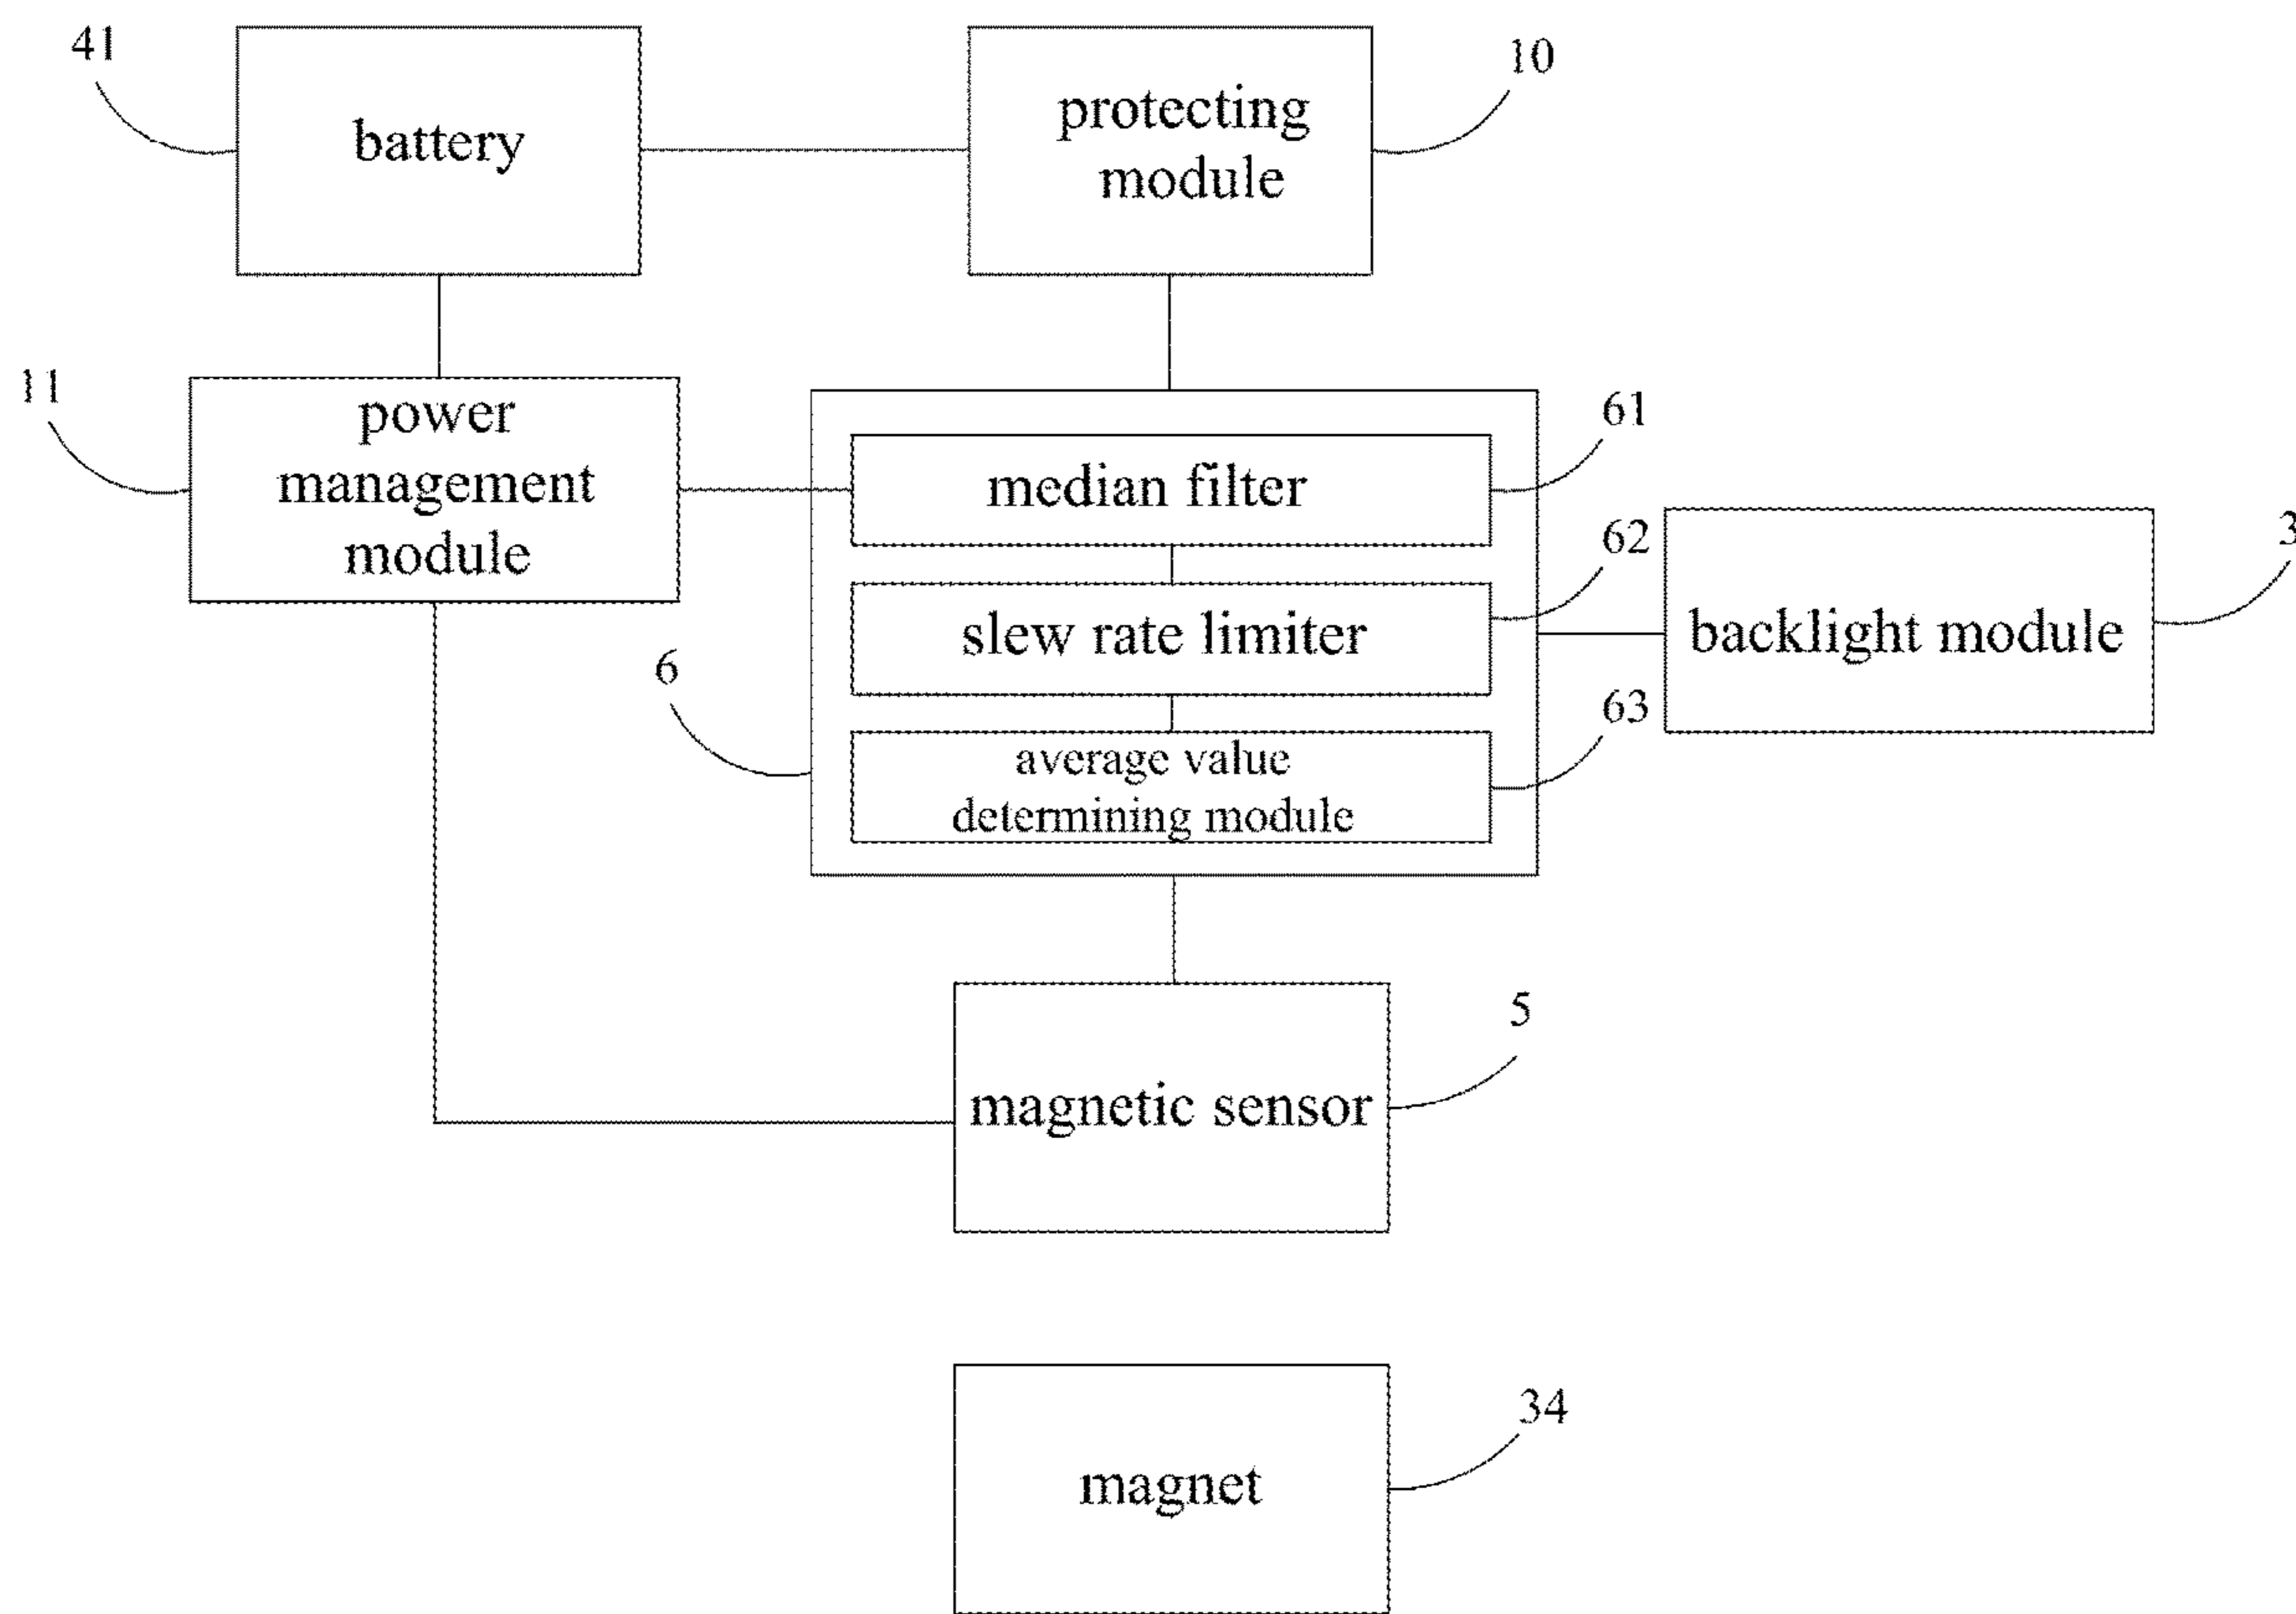 41
battery
protecting
module
10
11
power
management
module
61
median filter
62
slew rate limiter
3
backlight module
6
63
average value
determining module
5
magnetic sensor
34
magnet